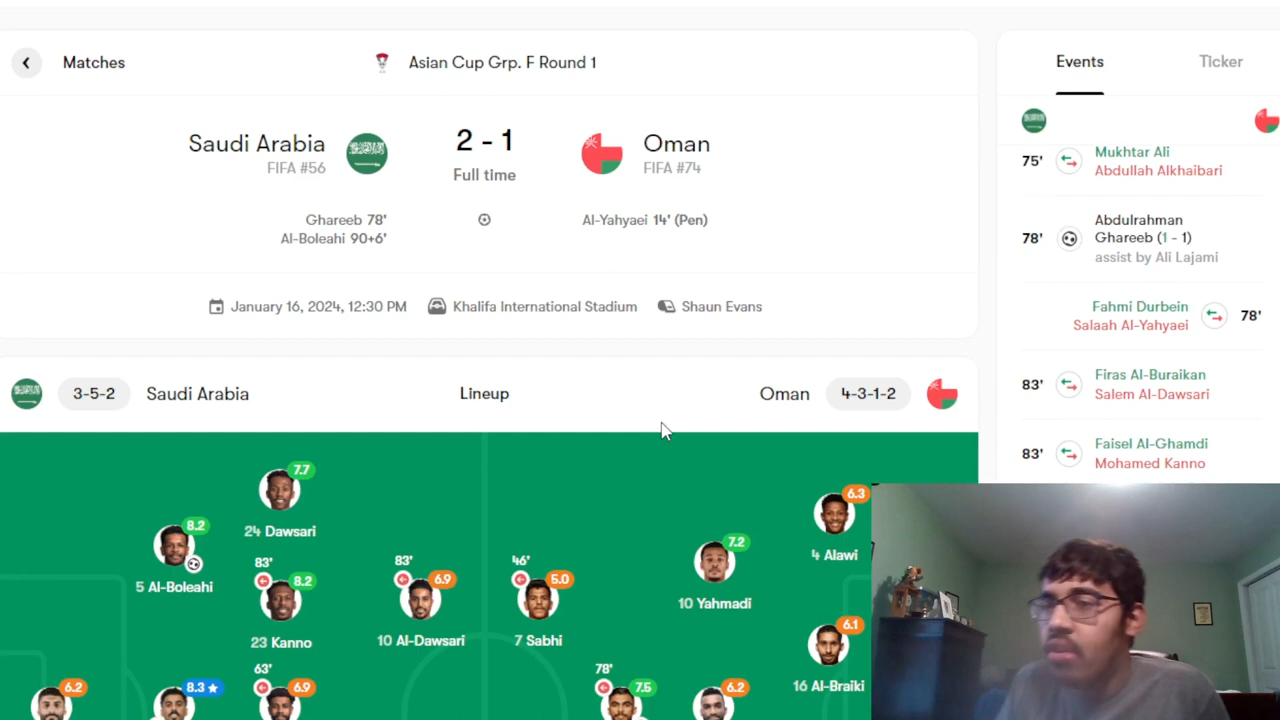 Matches
Asian Cup Grp. F Round 1
Saudi Arabia
FIFA #56
2 - 1
Full time
Oman
FIFA #74
Ghareeb 78'
Al-Boleahi 90+6'
Al-Yahyaei 14' (Pen)
January 16, 2024, 12:30 PM
Khalifa International Stadium
Shaun Evans
3-5-2
Saudi Arabia
Lineup
Oman
4-3-1-2
7.7
24 Dawsari
8.2
5 Al-Boleahi
83'
8.2
23 Kanno
83'
6.9
10 Al-Dawsari
46'
5.0
7 Sabhi
7.2
10 Yahmadi
6.3
4 Alawi
6.1
16 Al-Braiki
6.2
8.3
63'
6.9
78'
7.5
6.2
Events
Ticker
75'
Mukhtar Ali
Abdullah Alkhaibari
78'
Abdulrahman
Ghareeb (1 - 1)
assist by Ali Lajami
Fahmi Durbein
Salaah Al-Yahyaei
78'
83'
Firas Al-Buraikan
Salem Al-Dawsari
83'
Faisel Al-Ghamdi
Mohamed Kanno